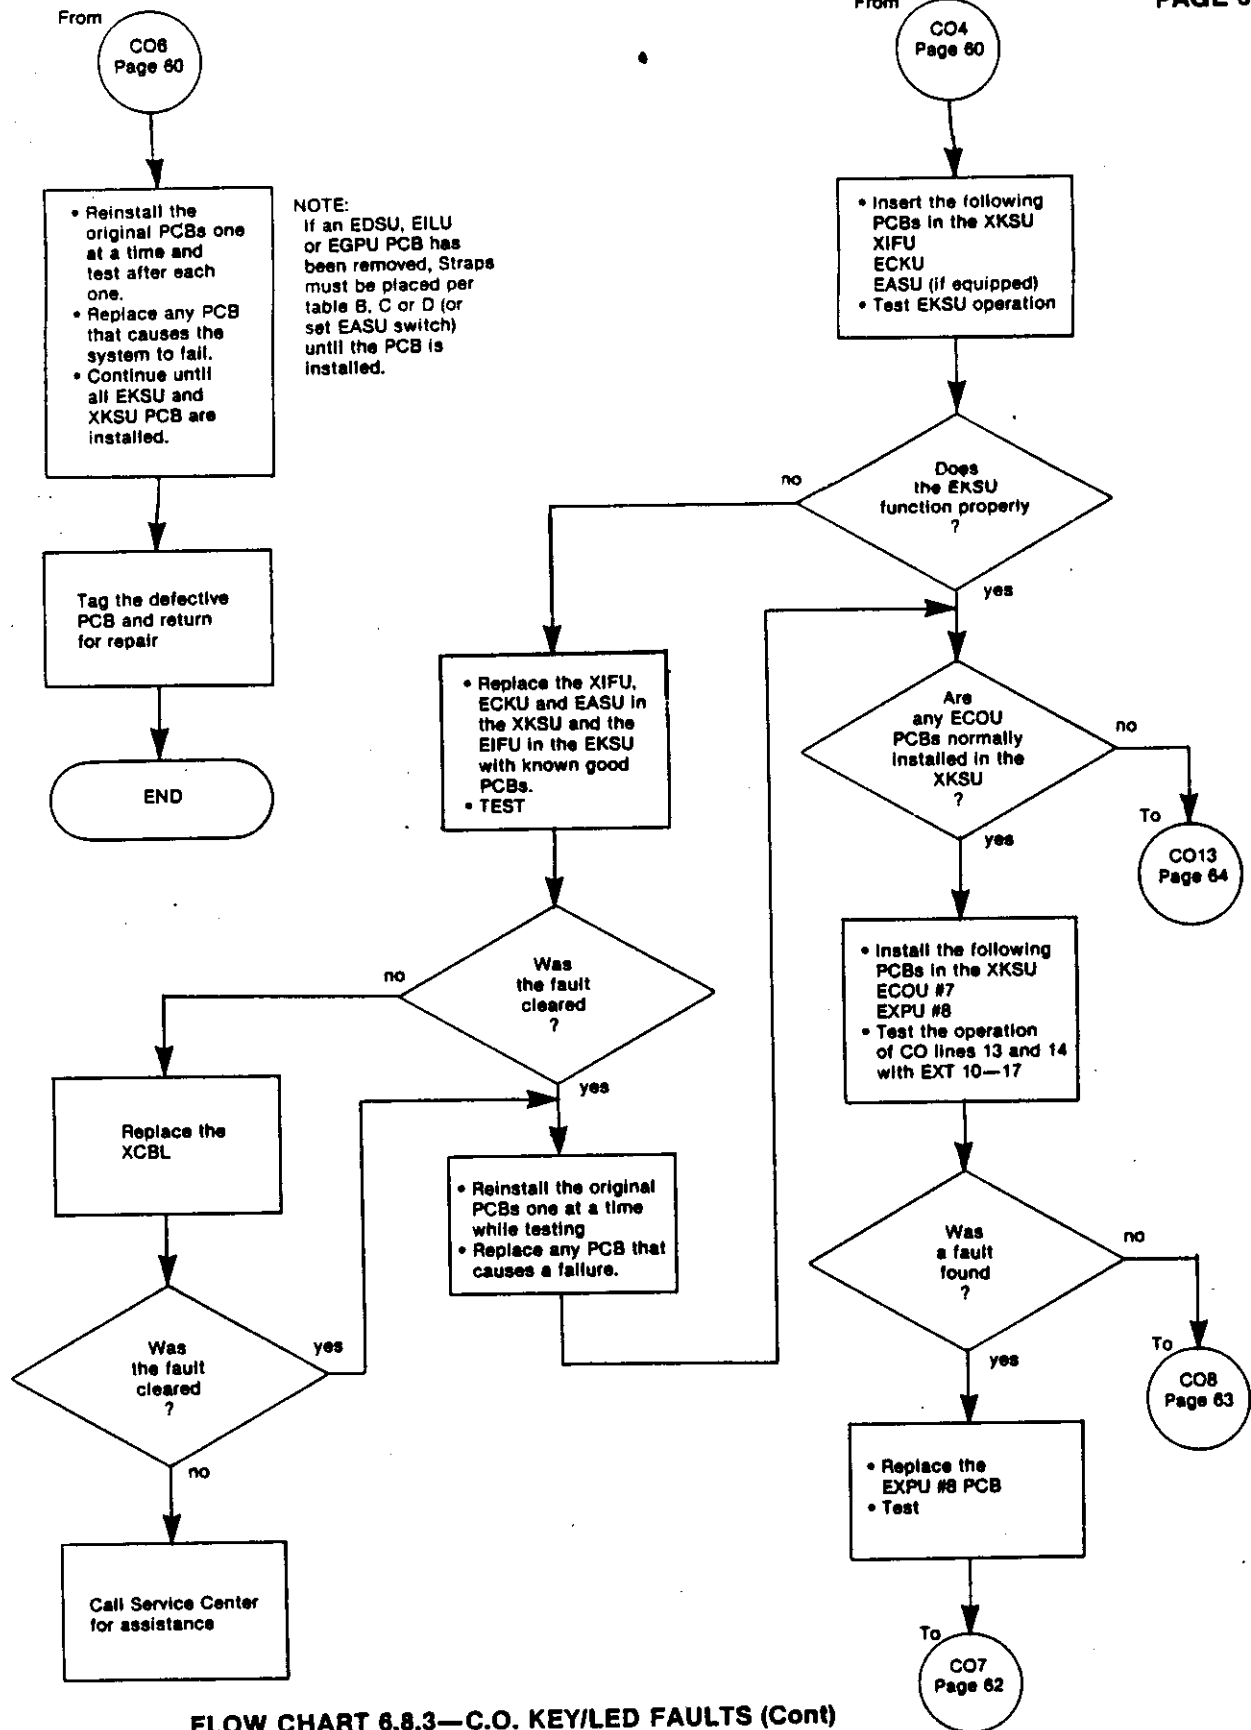 From
CO6
Page 60
• Reinstall the
original PCBs one
at a time and
test after each
one.
• Replace any PCB
that causes the
system to fail.
• Continue until
all EKSU and
XKSU PCB are
installed.
NOTE:
If an EDSU, EILU
or EGPU PCB has
been removed, Straps
must be placed per
table B, C or D (or
set EASU switch)
until the PCB is
installed.
Tag the defective
PCB and return
for repair
END
From
CO4
Page 60
PAGE
• Insert the following
PCBs in the XKSU
XIFU
ECKU
EASU (if equipped)
• Test EKSU operation
Does
the EKSU
function properly
?
no
yes
• Replace the XIFU,
ECKU and EASU in
the XKSU and the
EIFU in the EKSU
with known good
PCBs.
• TEST
Was
the fault
cleared
?
no
yes
Replace the
XCBL
• Reinstall the original
PCBs one at a time
while testing
• Replace any PCB that
causes a failure.
Was
the fault
cleared
?
yes
no
Call Service Center
for assistance
Are
any ECOU
PCBs normally
installed in the
XKSU
?
no
To
CO13
Page 64
yes
• Install the following
PCBs in the XKSU
ECOU #7
EXPU #8
• Test the operation
of CO lines 13 and 14
with EXT 10—17
Was
a fault
found
?
no
To
CO8
Page 63
yes
• Replace the
EXPU #8 PCB
• Test
To
CO7
Page 62
FLOW CHART 6.8.3—C.O. KEY/LED FAULTS (Cont)